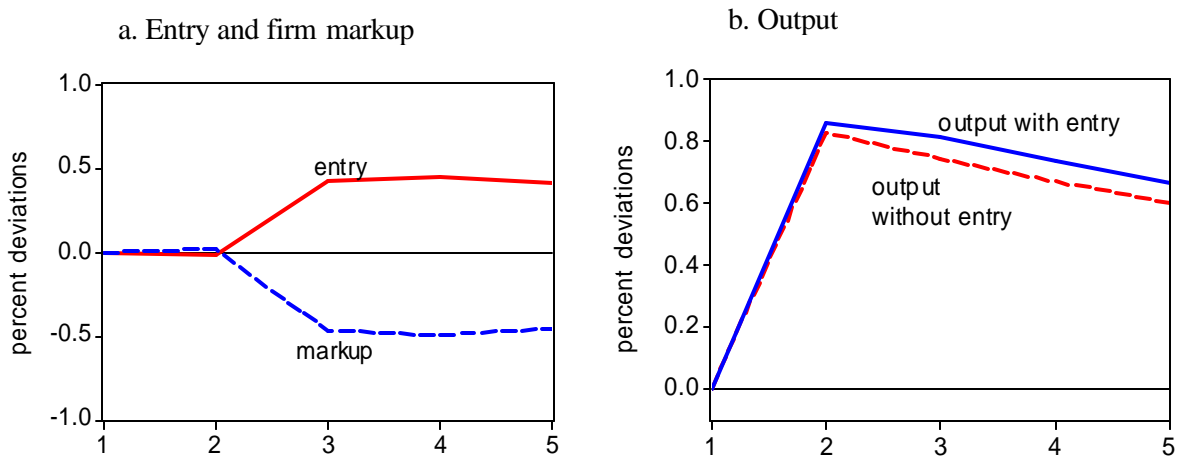 a. Entry and firm markup
percent deviations
1.0
0.5
0.0
-0.5
-1.0
entry
markup
1 2 3 4 5
b. Output
percent deviations
1.0
0.8
0.6
0.4
0.2
0.0
output with entry
output
without entry
1 2 3 4 5